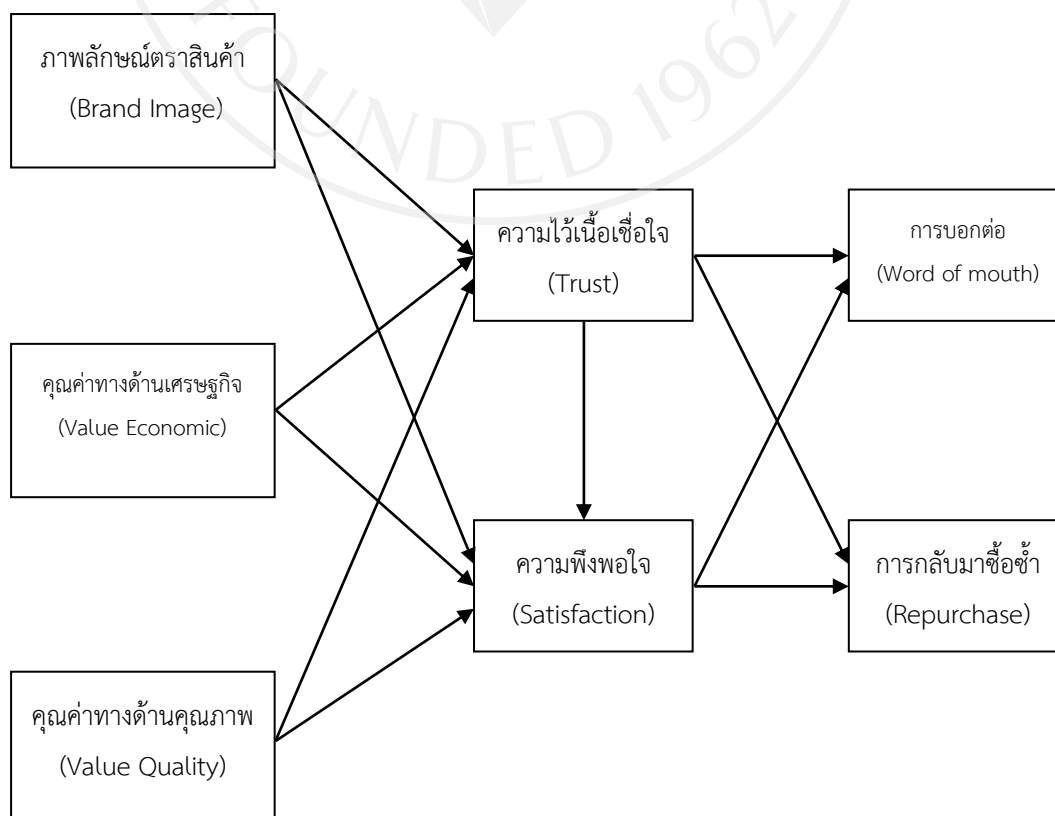 FOUNDED 1962
ภาพลักษณ์ตราสินค้า
(Brand Image)
ความไว้เนื้อเชื่อใจ
(Trust)
การบอกต่อ
(Word of mouth)
คุณค่าทางด้านเศรษฐกิจ
(Value Economic)
ความพึงพอใจ
(Satisfaction)
การกลับมาซื้อซ้ำ
(Repurchase)
คุณค่าทางด้านคุณภาพ
(Value Quality)